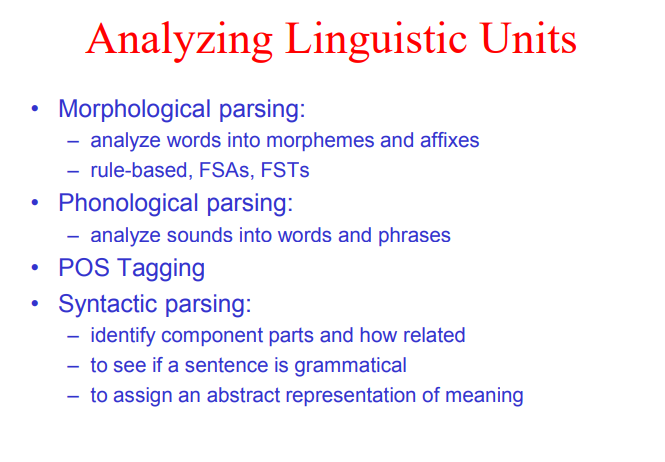 Analyzing Linguistic Units
• Morphological parsing:
– analyze words into morphemes and affixes
– rule-based, FSAs, FSTs
• Phonological parsing:
– analyze sounds into words and phrases
• POS Tagging
• Syntactic parsing:
– identify component parts and how related
– to see if a sentence is grammatical
– to assign an abstract representation of meaning